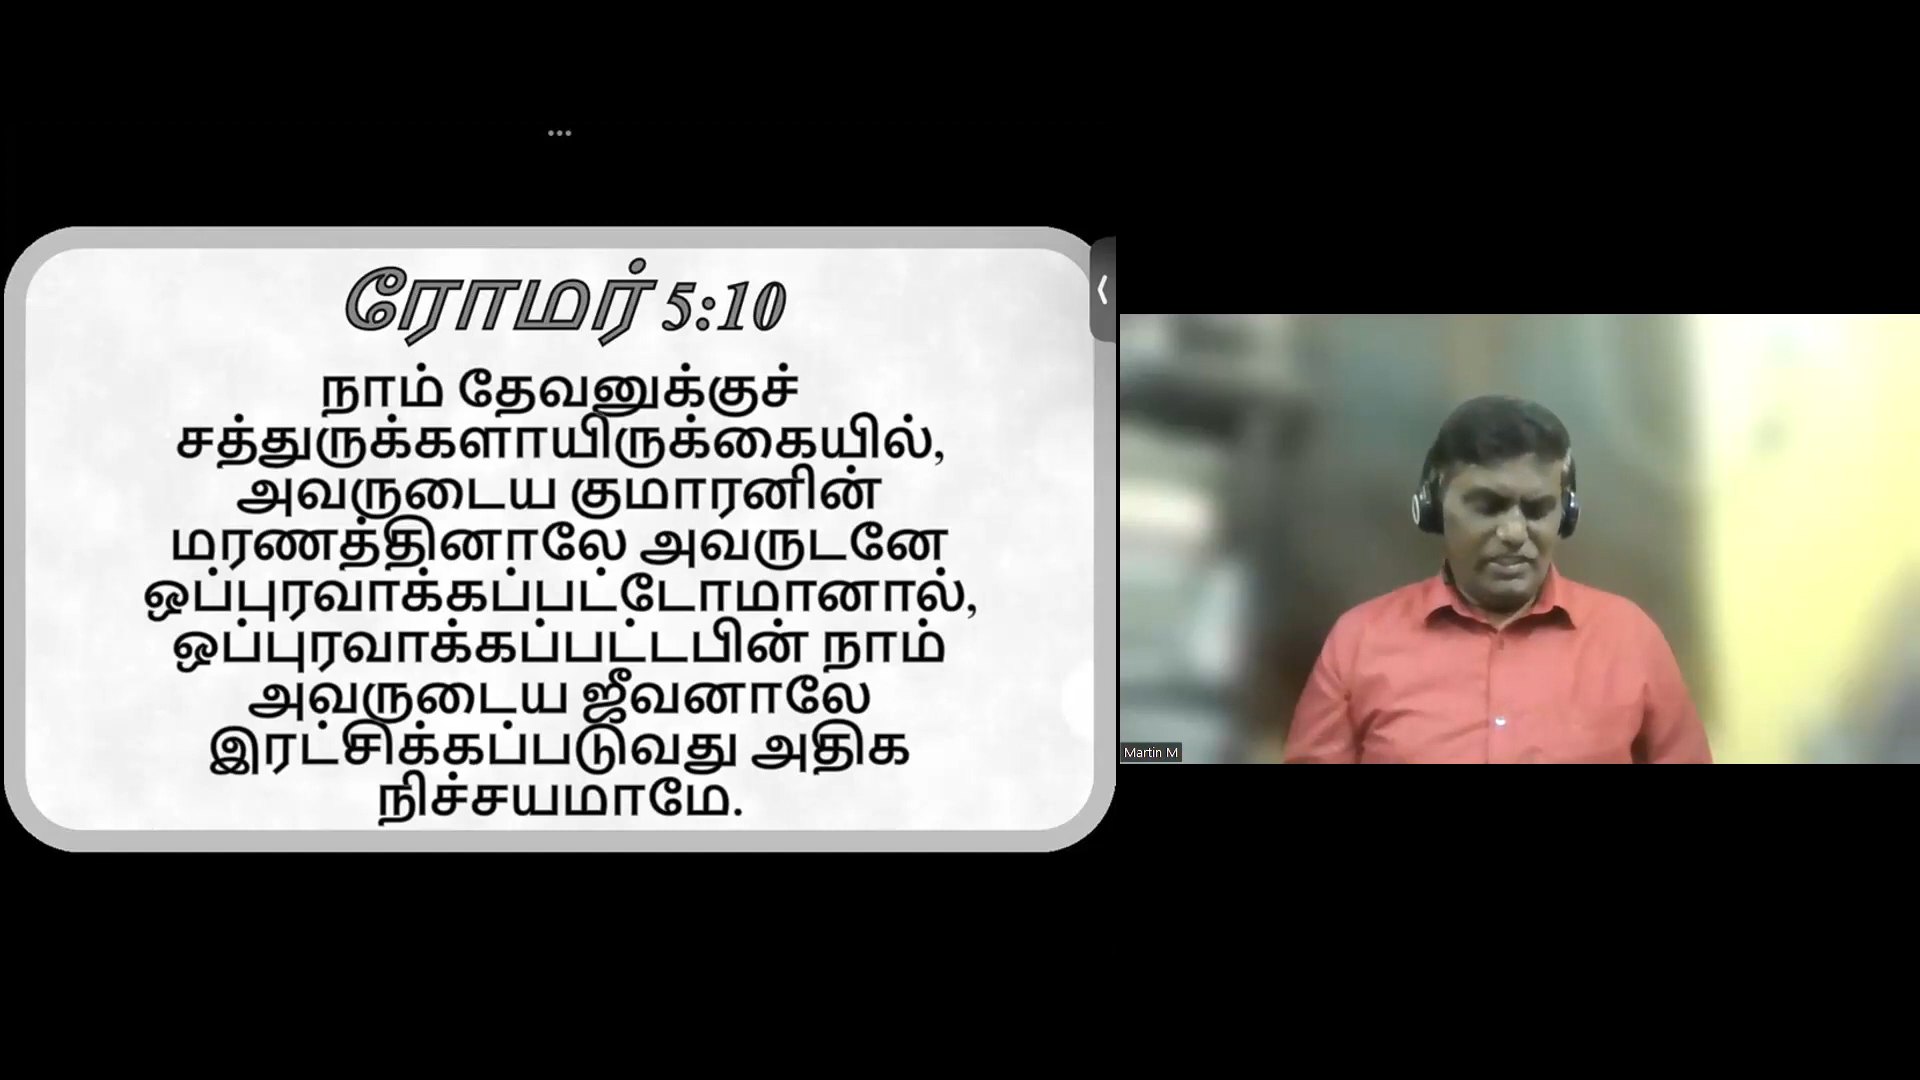 ரோமர் 5:10
நாம் தேவனுக்குச்
சத்துருக்களாயிருக்கையில்,
அவருடைய குமாரனின்
மரணத்தினாலே அவருடனே
ஒப்புரவாக்கப்பட்டோமானால்,
ஒப்புரவாக்கப்பட்டபின் நாம்
அவருடைய ஜீவனாலே
இரட்சிக்கப்படுவது அதிக
நிச்சயமாமே.
Martin M